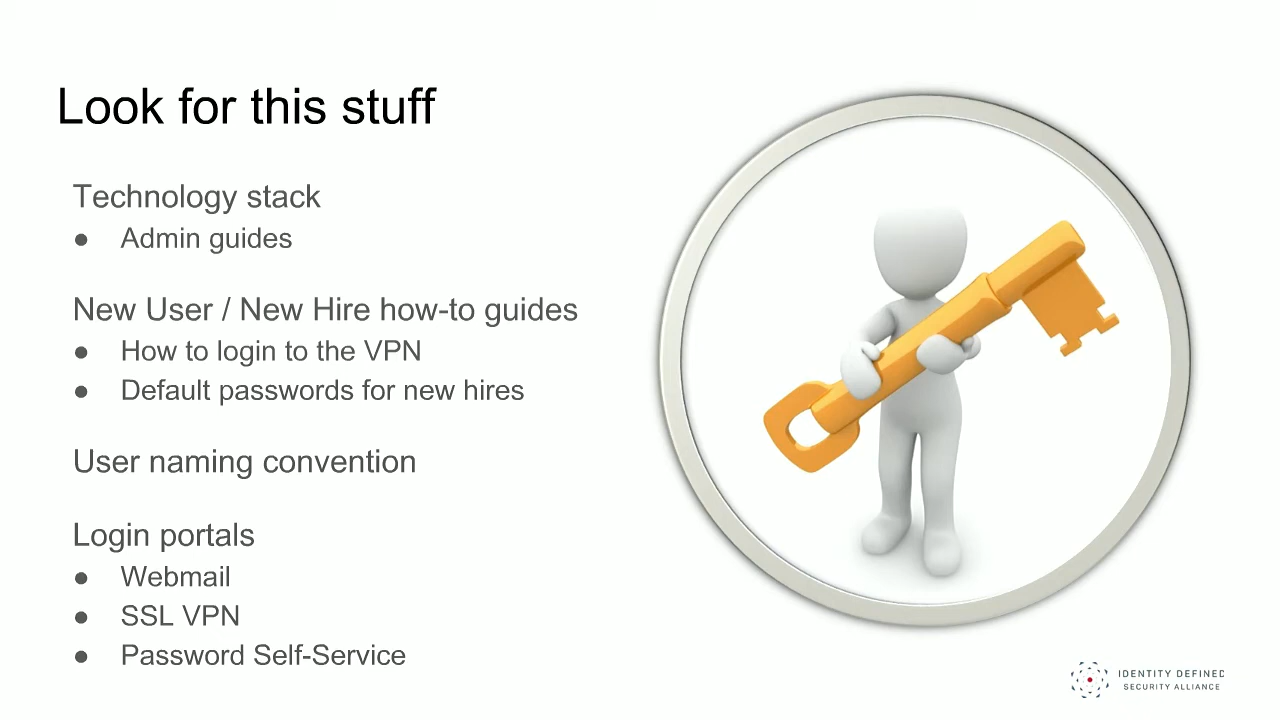 Look for this stuff
Technology stack
● Admin guides
New User / New Hire how-to guides
● How to login to the VPN
● Default passwords for new hires
User naming convention
Login portals
● Webmail
● SSL VPN
● Password Self-Service
IDENTITY DEFINED
SECURITY ALLIANCE